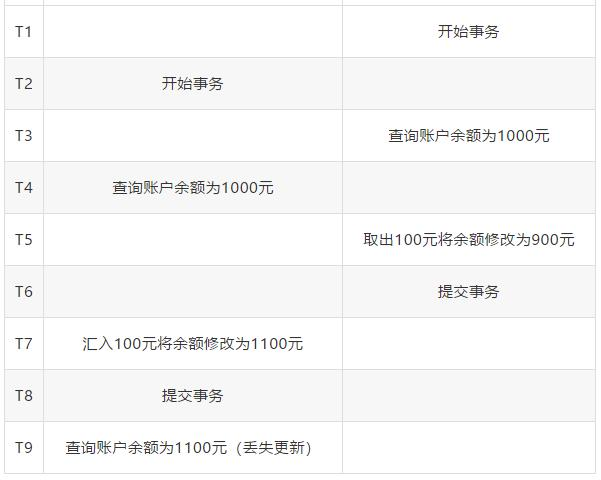 T1 开始事务
T2 开始事务
T3 查询账户余额为1000元
T4 查询账户余额为1000元
T5 取出100元将余额修改为900元
T6 提交事务
T7 汇入100元将余额修改为1100元
T8 提交事务
T9 查询账户余额为1100元（丢失更新）